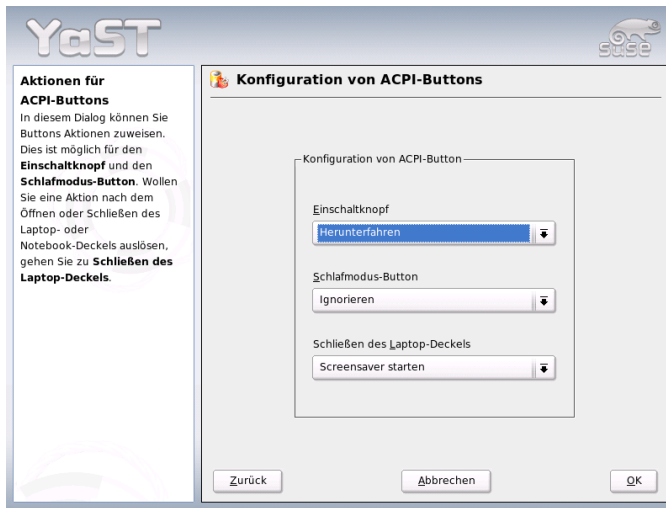 YaST
SUSE
Aktionen für
ACPI-Buttons
In diesem Dialog können Sie
Buttons Aktionen zuweisen.
Dies ist möglich für den
Einschaltknopf und den
Schlafmodus-Button. Wollen
Sie eine Aktion nach dem
Öffnen oder Schließen des
Laptop- oder
Notebook-Deckels auslösen,
gehen Sie zu Schließen des
Laptop-Deckels.
Konfiguration von ACPI-Buttons
Konfiguration von ACPI-Button
Einschaltknopf
Herunterfahren
Schlafmodus-Button
Ignorieren
Schließen des Laptop-Deckels
Screensaver starten
Zurück
Abbrechen
OK